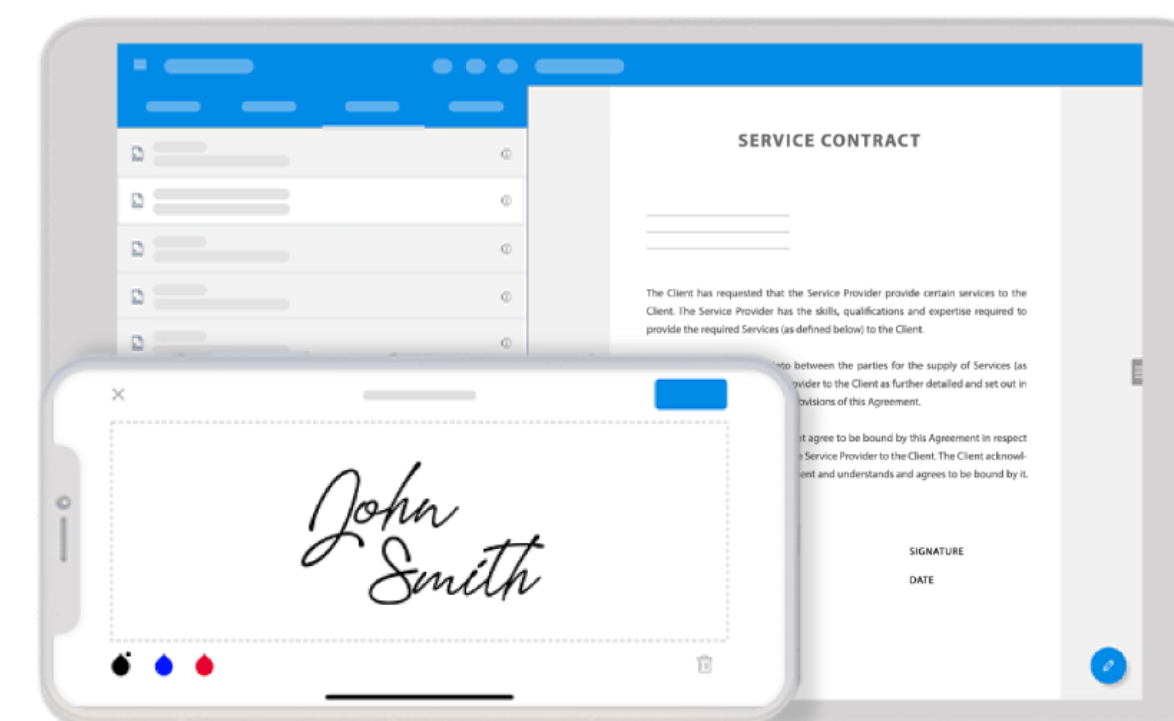 SERVICE CONTRACT
The Client has requested that the Service Provider provide certain services to the
Client. The Service Provider has the skills, qualifications and expertise required to
provide the required Services (as defined below) to the Client.
between the parties for the supply of Services (as
to the Client as further detailed and set out in
of this Agreement.
agree to be bound by this Agreement in respect
Service Provider to the Client. The Client acknowl-
and understands and agrees to be bound by it.
SIGNATURE
DATE
John
Smith